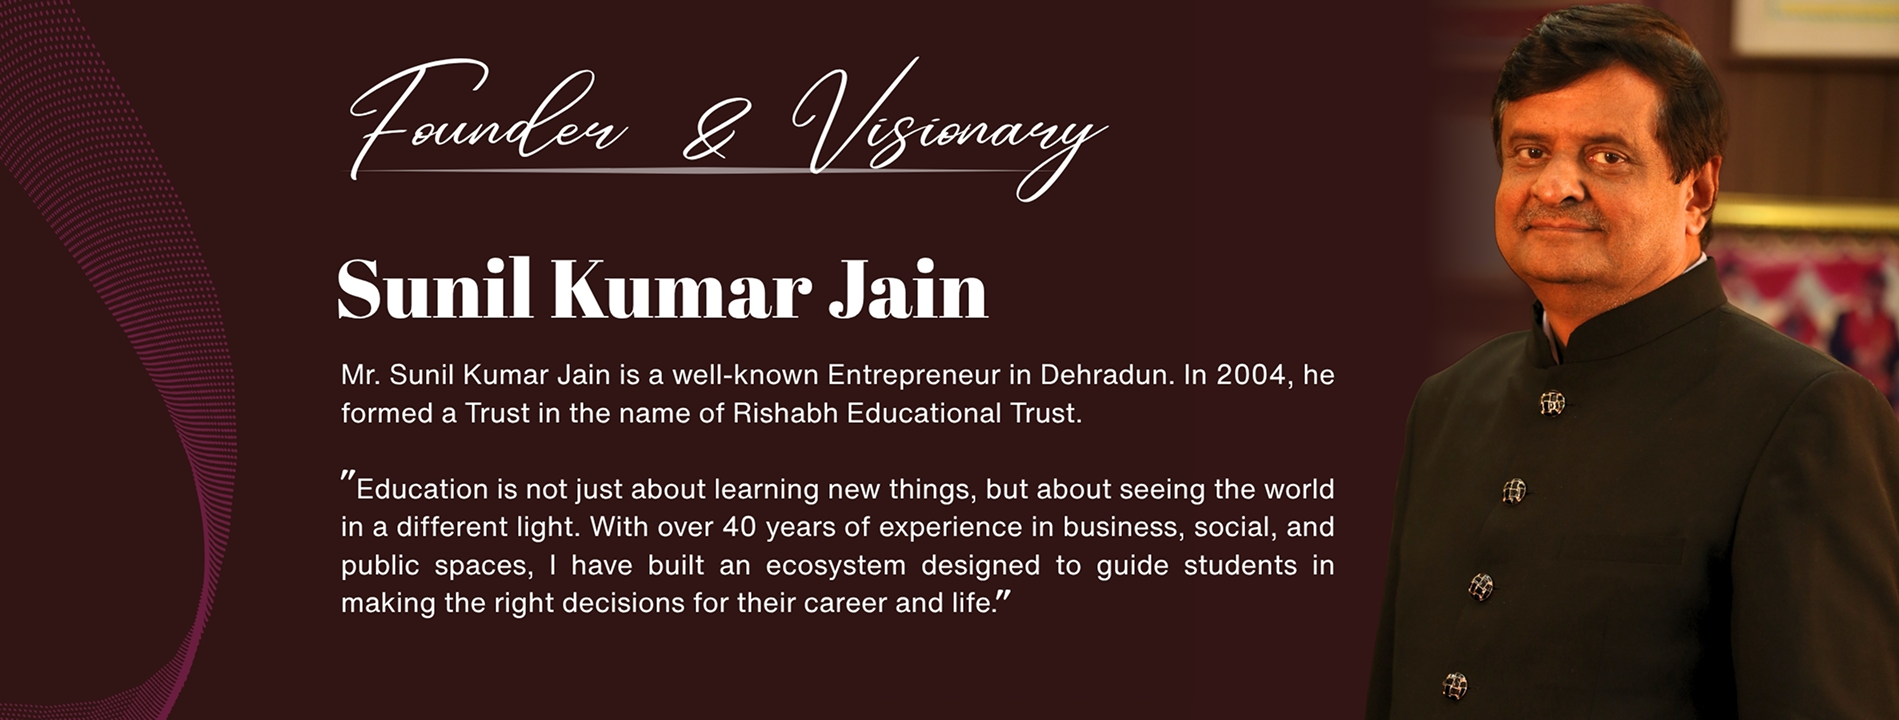 Founder & Visionary
Sunil Kumar Jain
Mr. Sunil Kumar Jain is a well-known Entrepreneur in Dehradun. In 2004, he
formed a Trust in the name of Rishabh Educational Trust.
"Education is not just about learning new things, but about seeing the world
in a different light. With over 40 years of experience in business, social, and
public spaces, I have built an ecosystem designed to guide students in
making the right decisions for their career and life."